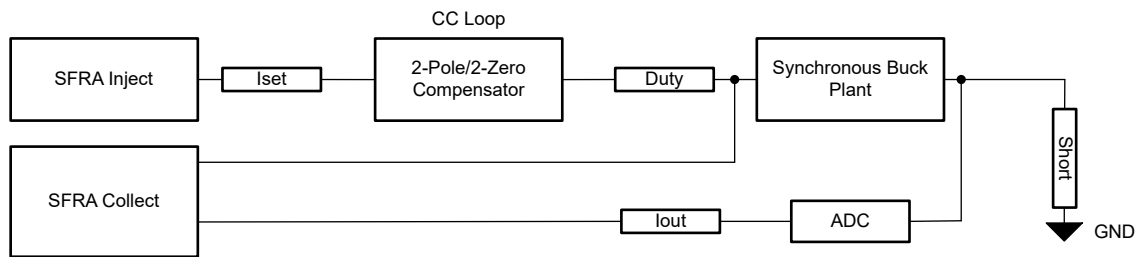 CC Loop
SFRA Inject
Iset
2-Pole/2-Zero
Compensator
Duty
Synchronous Buck
Plant
Short
SFRA Collect
Iout
ADC
GND